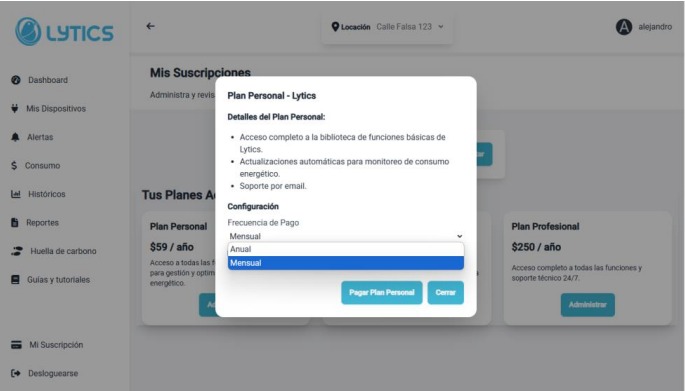 LYTICS
Locación Calle Falsa 123
A alejandro
Dashboard
Mis Dispositivos
Alertas
Consumo
Históricos
Reportes
Huella de carbono
Guías y tutoriales
Mi Suscripción
Desloguearse
Mis Suscripciones
Administra y revis
Tus Planes A
Plan Personal
$59 / año
Acceso a todas las f
para gestión y optim
energético.
Plan Profesional
$250 / año
Acceso completo a todas las funciones y
soporte técnico 24/7.
Administrar
Plan Personal - Lytics
Detalles del Plan Personal:
• Acceso completo a la biblioteca de funciones básicas de
Lytics.
• Actualizaciones automáticas para monitoreo de consumo
energético.
• Soporte por email.
Configuración
Frecuencia de Pago
Mensual
Anual
Mensual
Pagar Plan Personal
Cerrar